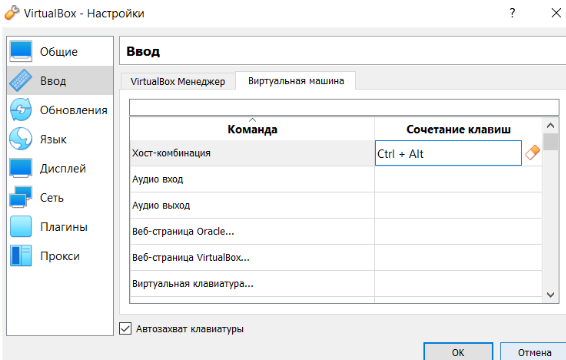 VirtualBox - Настройки
?
Общие
Ввод
Обновления
Язык
Дисплей
Сеть
Плагины
Прокси
Ввод
VirtualBox Менеджер
Виртуальная машина
Команда
Сочетание клавиш
Хост-комбинация
Ctrl + Alt
Аудио вход
Аудио выход
Веб-страница Oracle...
Веб-страница VirtualBox...
Виртуальная клавиатура...
Автозахват клавиатуры
ОК
Отмена